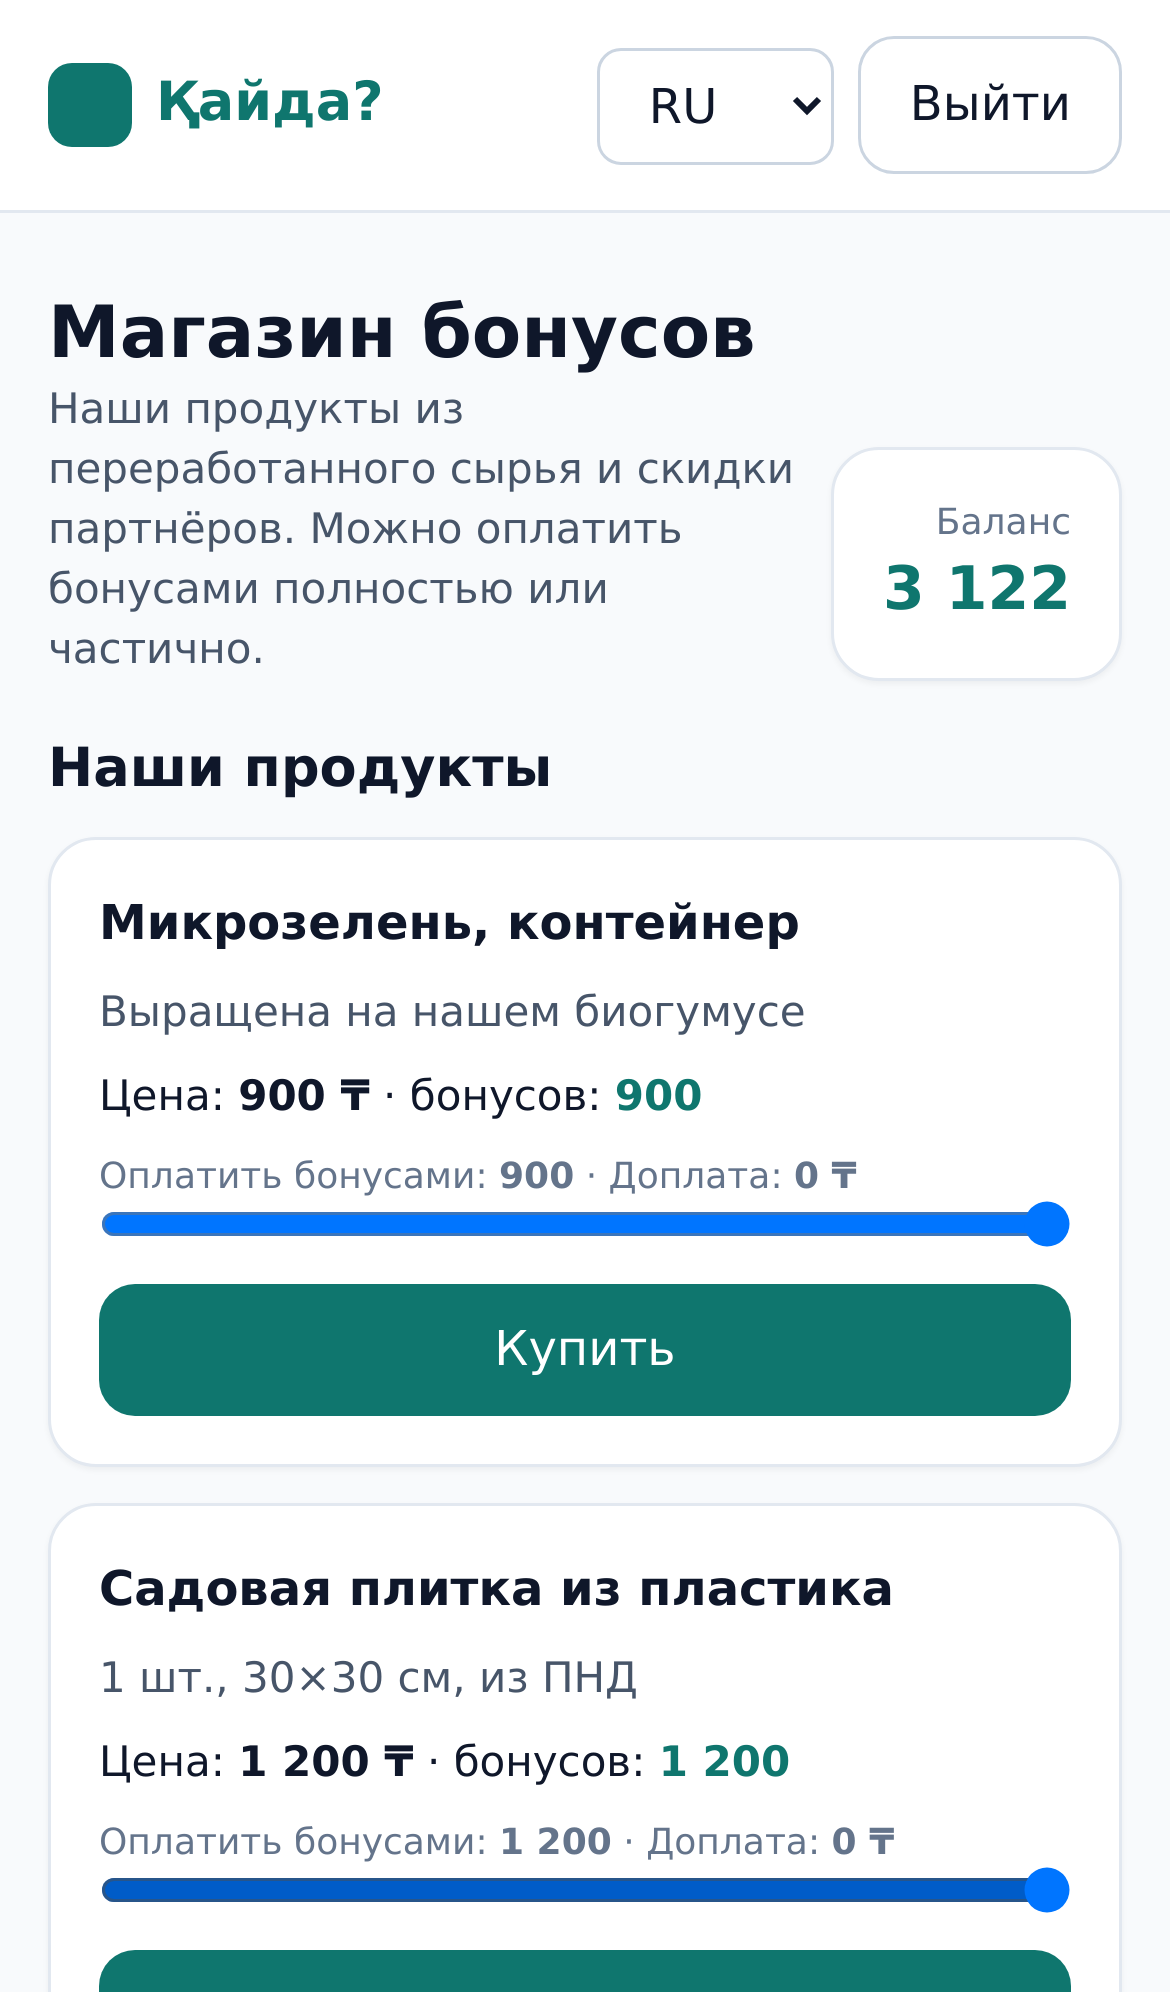 Қайда?
RU
Выйти
Магазин бонусов
Наши продукты из
переработанного сырья и скидки
партнёров. Можно оплатить
бонусами полностью или
частично.
Баланс
3 122
Наши продукты
Микрозелень, контейнер
Выращена на нашем биогумусе
Цена: 900 ₸ · бонусов: 900
Оплатить бонусами: 900 · Доплата: 0 ₸
Купить
Садовая плитка из пластика
1 шт., 30×30 см, из ПНД
Цена: 1 200 ₸ · бонусов: 1 200
Оплатить бонусами: 1 200 · Доплата: 0 ₸